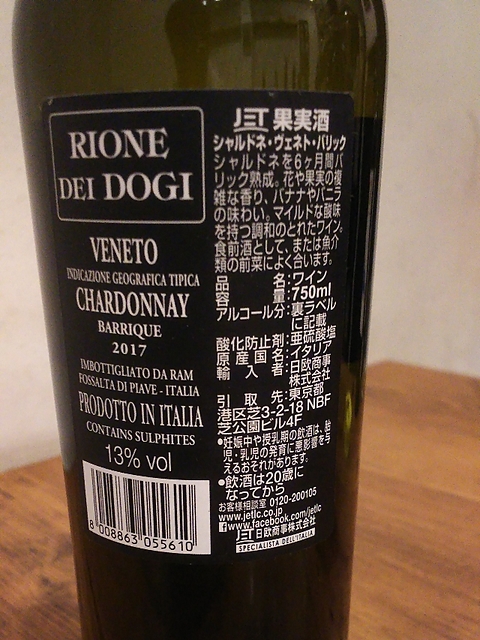 RIONE
DEI DOGI
VENETO
INDICAZIONE GEOGRAFICA TIPICA
CHARDONNAY
BARRIQUE
2017
IMBOTTIGLIATO DA RAM
FOSSALTA DI PIAVE - ITALIA
PRODOTTO IN ITALIA
CONTAINS SULPHITES
13% vol
8 008863 055610
JET 果実酒
シャルドネ・ヴェネト・バリック
シャルドネを6ヶ月間バ
リック熟成。花や果実の複
雑な香り、バナナやバニラ
の味わい。マイルドな酸味
を持つ調和のとれたワイン。
食前酒として、または魚介
類の前菜によく合います。
品名：ワイン
容量：750ml
アルコール分：裏ラベル
に記載
酸化防止剤：亜硫酸塩
原産国名：イタリア
輸入者：日欧商事
株式会社
引取先：東京都
港区芝3-2-18 NBF
芝公園ビル4F
●妊娠中や授乳期の飲酒は、胎
児・乳児の発育に悪影響を与
えるおそれがあります。
●飲酒は20歳に
なってから
お客様相談室 0120-200105
www.jetlc.co.jp
www.facebook.com/jetlc
JET 日欧商事株式会社
SPECIALISTA DELL'ITALIA